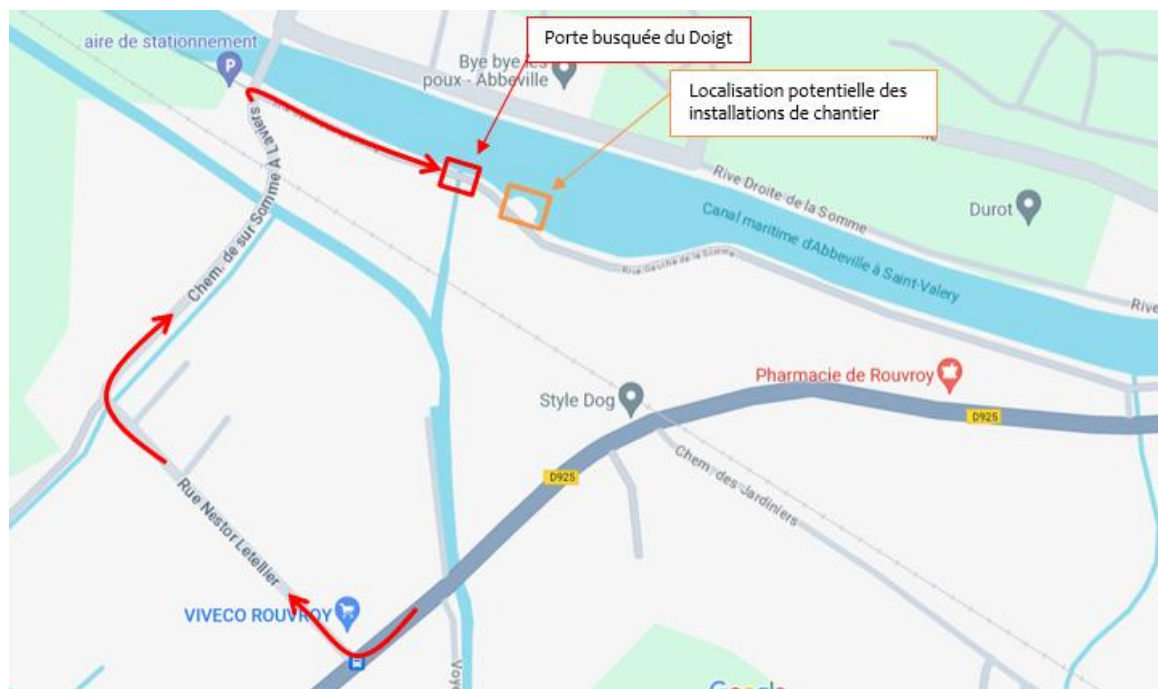 Porte busquée du Doigt
aire de stationnement
P
Bye bye les
poux - Abbeville
Localisation potentielle des
installations de chantier
Chem. de sur Somme À Laviers
Rive Droite de la Somme
Durot
Canal maritime d'Abbeville à Saint-Valery
Rue Gauche de la Somme
Rive
Pharmacie de Rouvroy
Style Dog
D925
D925
Chem. des Jardiniers
Rue Nestor Letellier
VIVECO ROUVROY
Voye
Google